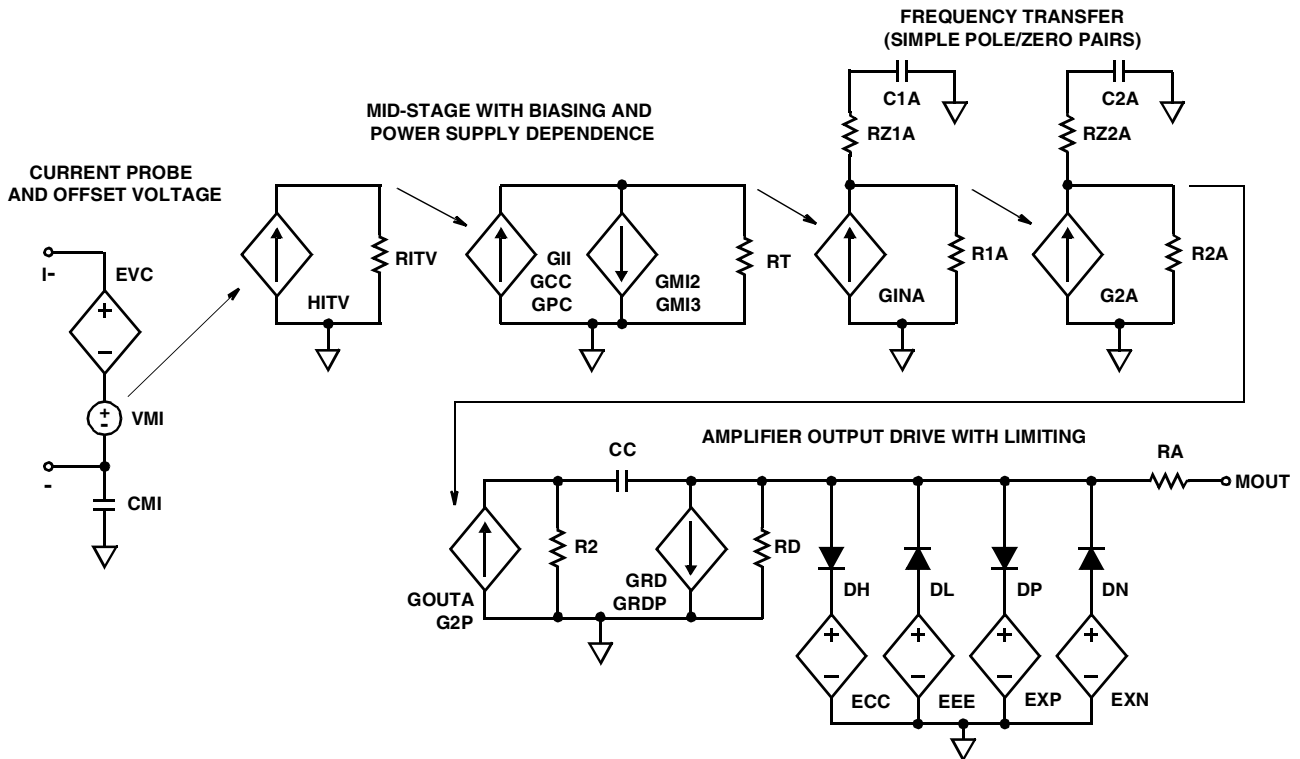 FREQUENCY TRANSFER
(SIMPLE POLE/ZERO PAIRS)
C1A
C2A
RZ1A
RZ2A
MID-STAGE WITH BIASING AND
POWER SUPPLY DEPENDENCE
CURRENT PROBE
AND OFFSET VOLTAGE
I-
EVC
+
–
+
-
VMI
-
CMI
HITV
RITV
GII
GCC
GPC
GMI2
GMI3
RT
GINA
R1A
G2A
R2A
AMPLIFIER OUTPUT DRIVE WITH LIMITING
CC
RA
MOUT
GOUTA
G2P
R2
GRD
GRDP
RD
DH
DL
DP
DN
+
+
+
+
–
–
–
–
ECC
EEE
EXP
EXN